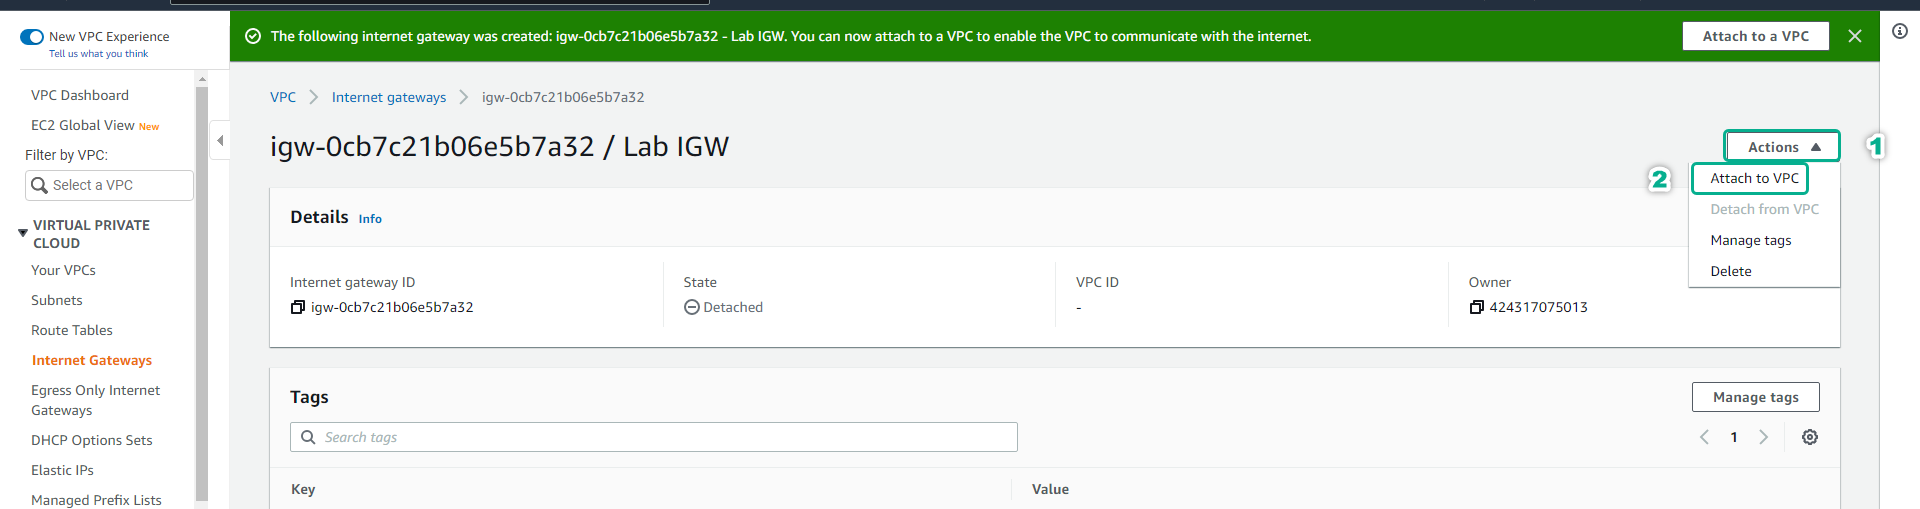 New VPC Experience
Tell us what you think
The following internet gateway was created: igw-0cb7c21b06e5b7a32 - Lab IGW. You can now attach to a VPC to enable the VPC to communicate with the internet.
Attach to a VPC
VPC Dashboard
EC2 Global View New
Filter by VPC:
Select a VPC
VIRTUAL PRIVATE
CLOUD
Your VPCs
Subnets
Route Tables
Internet Gateways
Egress Only Internet
Gateways
DHCP Options Sets
Elastic IPs
Managed Prefix Lists
VPC > Internet gateways > igw-0cb7c21b06e5b7a32
igw-0cb7c21b06e5b7a32 / Lab IGW
Actions
1
2
Attach to VPC
Detach from VPC
Manage tags
Delete
Details Info
Internet gateway ID
igw-0cb7c21b06e5b7a32
State
Detached
VPC ID
-
Owner
424317075013
Tags
Manage tags
Search tags
1
Key
Value